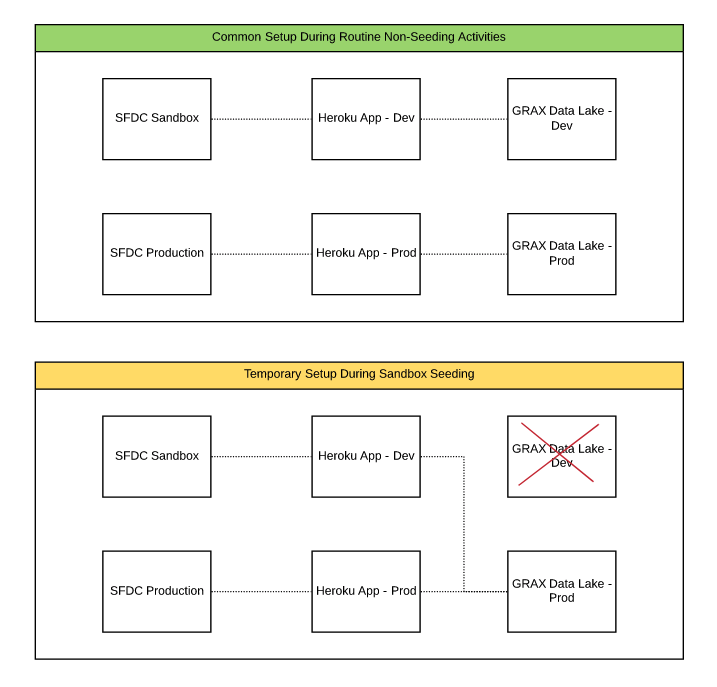 Common Setup During Routine Non-Seeding Activities
SFDC Sandbox
Heroku App - Dev
GRAX Data Lake -
Dev
SFDC Production
Heroku App - Prod
GRAX Data Lake -
Prod
Temporary Setup During Sandbox Seeding
SFDC Sandbox
Heroku App - Dev
GRAX Data Lake -
Dev
SFDC Production
Heroku App - Prod
GRAX Data Lake -
Prod